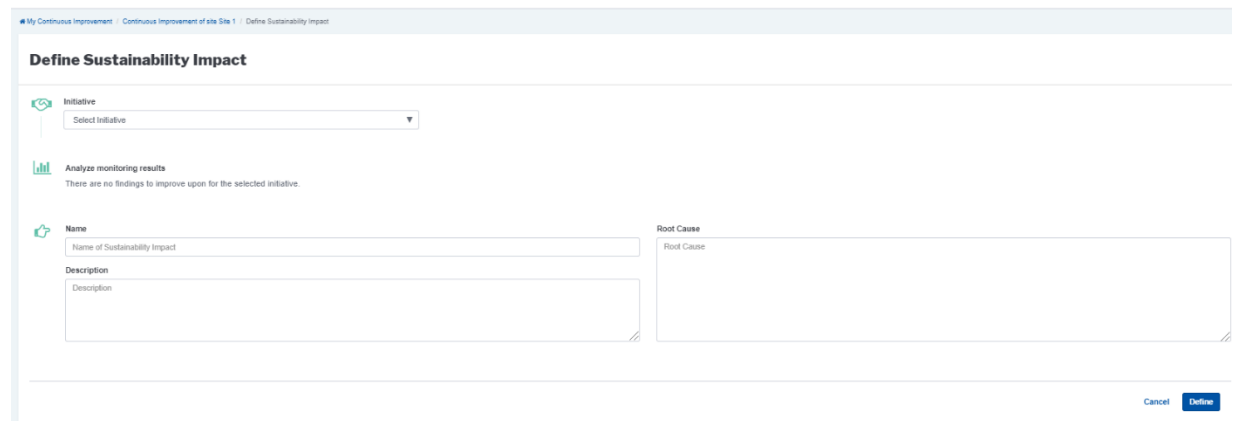 My Continuous Improvement / Continuous Improvement of site Site 1 / Define Sustainability Impact
Define Sustainability Impact
Initiative
Select Initiative
Analyze monitoring results
There are no findings to improve upon for the selected initiative.
Name
Name of Sustainability Impact
Description
Description
Root Cause
Root Cause
Cancel Define